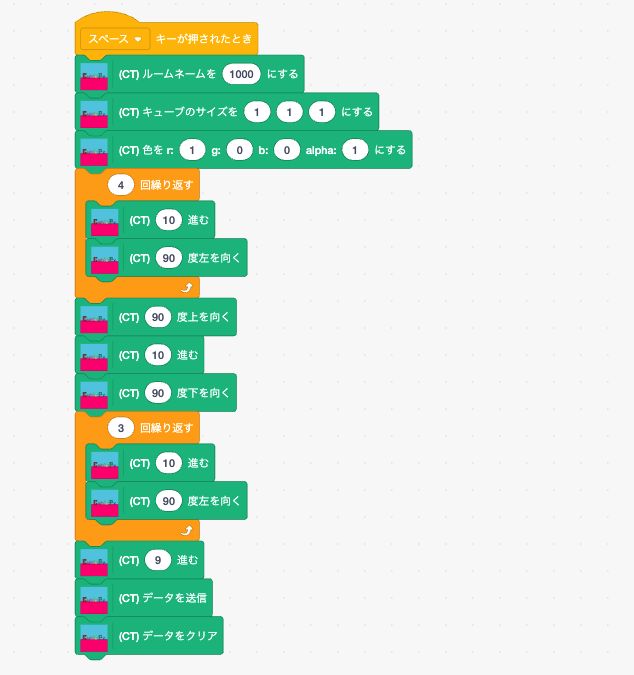 スペース キーが押されたとき
(CT) ルームネームを 1000 にする
(CT) キューブのサイズを 1 1 1 にする
(CT) 色を r: 1 g: 0 b: 0 alpha: 1 にする
4 回繰り返す
(CT) 10 進む
(CT) 90 度左を向く
(CT) 90 度上を向く
(CT) 10 進む
(CT) 90 度下を向く
3 回繰り返す
(CT) 10 進む
(CT) 90 度左を向く
(CT) 9 進む
(CT) データを送信
(CT) データをクリア